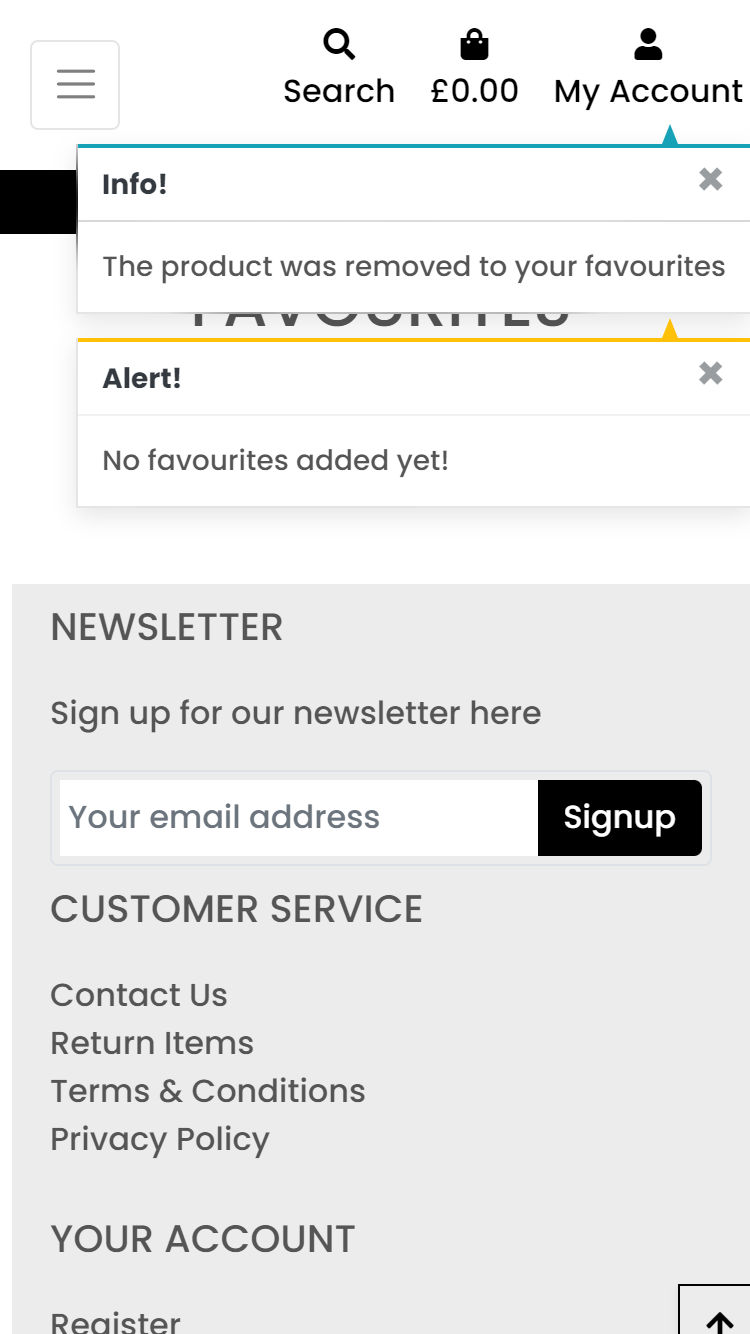 Search £0.00 My Account
Info!
The product was removed to your favourites
FAVOURITES
Alert!
No favourites added yet!
NEWSLETTER
Sign up for our newsletter here
Your email address Signup
CUSTOMER SERVICE
Contact Us
Return Items
Terms & Conditions
Privacy Policy
YOUR ACCOUNT
Register